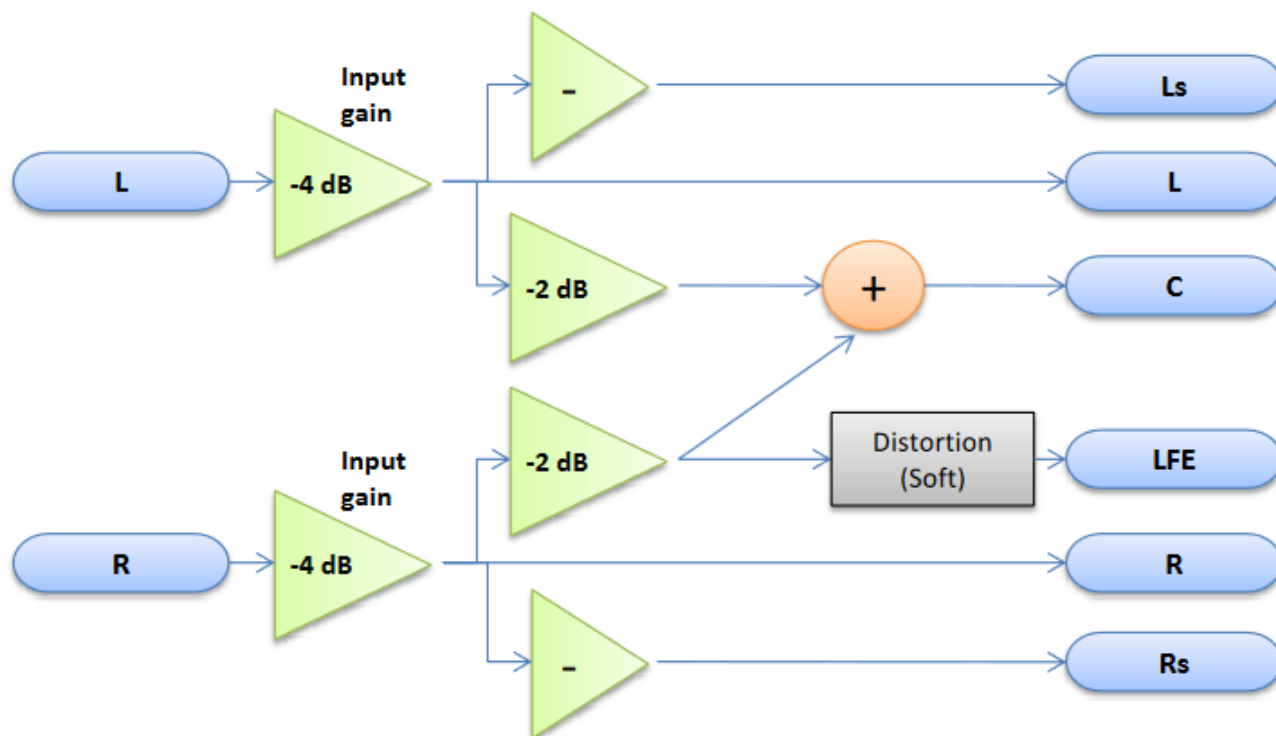 Input
gain
L
-4 dB
-
Ls
L
-2 dB
+
C
Input
gain
R
-4 dB
-2 dB
Distortion
(Soft)
LFE
R
-
Rs